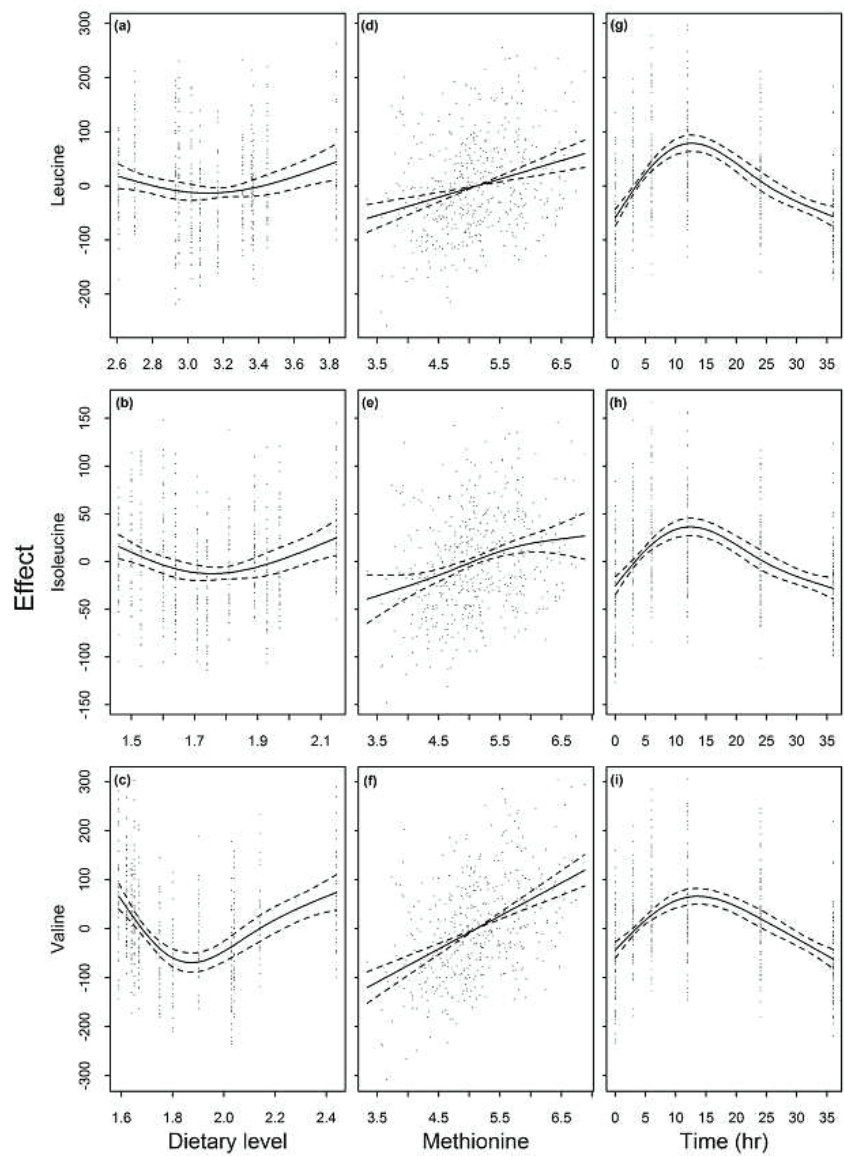 Effect
Leucine
300
200
100
0
-100
-200
(a)
2.6 2.8 3.0 3.2 3.4 3.6 3.8
(d)
3.5 4.5 5.5 6.5
(g)
0 5 10 15 20 25 30 35
Isoleucine
150
100
50
0
-50
-100
-150
(b)
1.5 1.7 1.9 2.1
(e)
3.5 4.5 5.5 6.5
(h)
0 5 10 15 20 25 30 35
Valine
300
200
100
0
-100
-200
-300
(c)
1.6 1.8 2.0 2.2 2.4
Dietary level
(f)
3.5 4.5 5.5 6.5
Methionine
(i)
0 5 10 15 20 25 30 35
Time (hr)